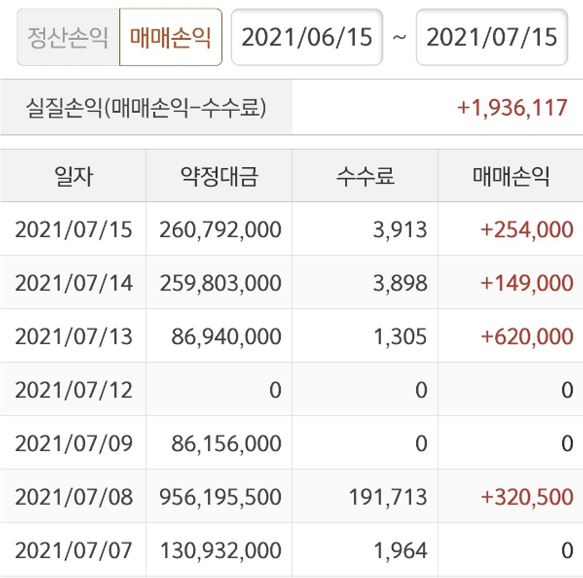 정산손익 매매손익 2021/06/15 ~ 2021/07/15
실질손익(매매손익-수수료) +1,936,117
일자 약정대금 수수료 매매손익
2021/07/15 260,792,000 3,913 +254,000
2021/07/14 259,803,000 3,898 +149,000
2021/07/13 86,940,000 1,305 +620,000
2021/07/12 0 0 0
2021/07/09 86,156,000 0 0
2021/07/08 956,195,500 191,713 +320,500
2021/07/07 130,932,000 1,964 0